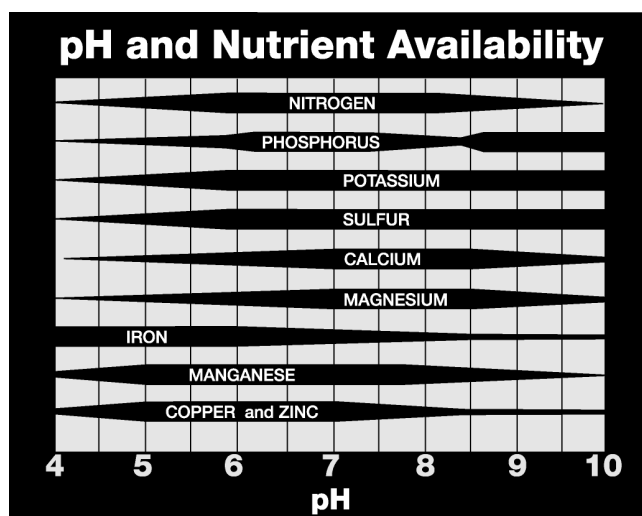 pH and Nutrient Availability
NITROGEN
PHOSPHORUS
POTASSIUM
SULFUR
CALCIUM
MAGNESIUM
IRON
MANGANESE
COPPER and ZINC
4 5 6 7 8 9 10
pH